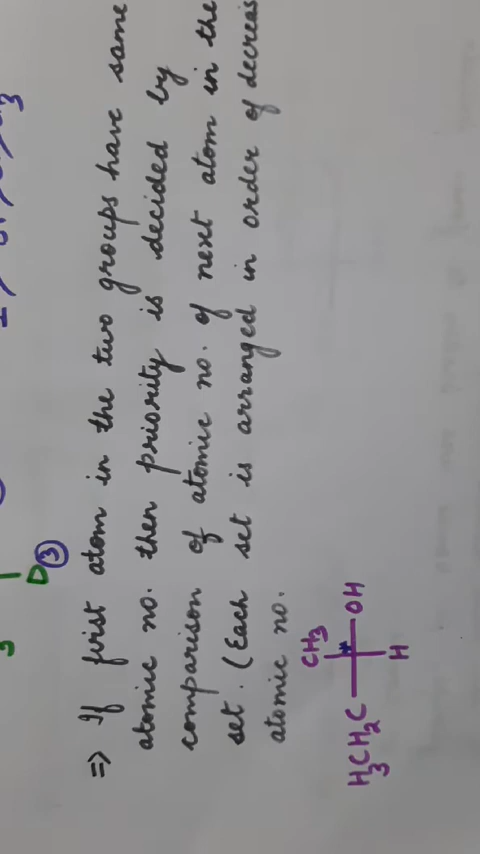 3
D
③
=> If first atom in the two groups have same
atomic no. then priority is decided by
comparison of atomic no. of next atom in the
set. (Each set is arranged in order of decreas
atomic no.
CH3
H3CH2C * OH
H